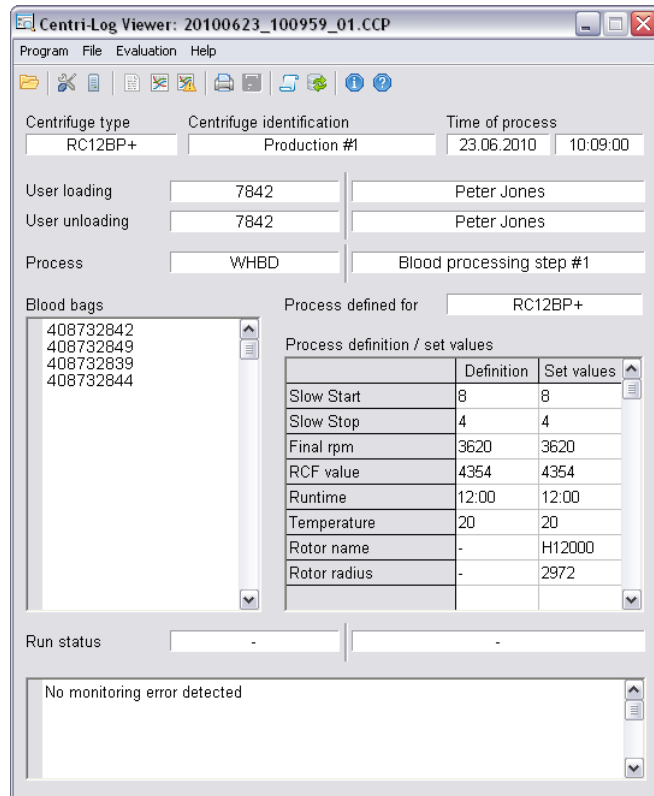 Centri-Log Viewer: 20100623_100959_01.CCP
Program File Evaluation Help
Centrifuge type Centrifuge identification Time of process
RC12BP+ Production #1 23.06.2010 10:09:00
User loading 7842 Peter Jones
User unloading 7842 Peter Jones
Process WHBD Blood processing step #1
Blood bags Process defined for RC12BP+
408732842
408732849
408732839
408732844
Process definition / set values
Definition Set values
Slow Start 8 8
Slow Stop 4 4
Final rpm 3620 3620
RCF value 4354 4354
Runtime 12:00 12:00
Temperature 20 20
Rotor name - H12000
Rotor radius - 2972
Run status - -
No monitoring error detected